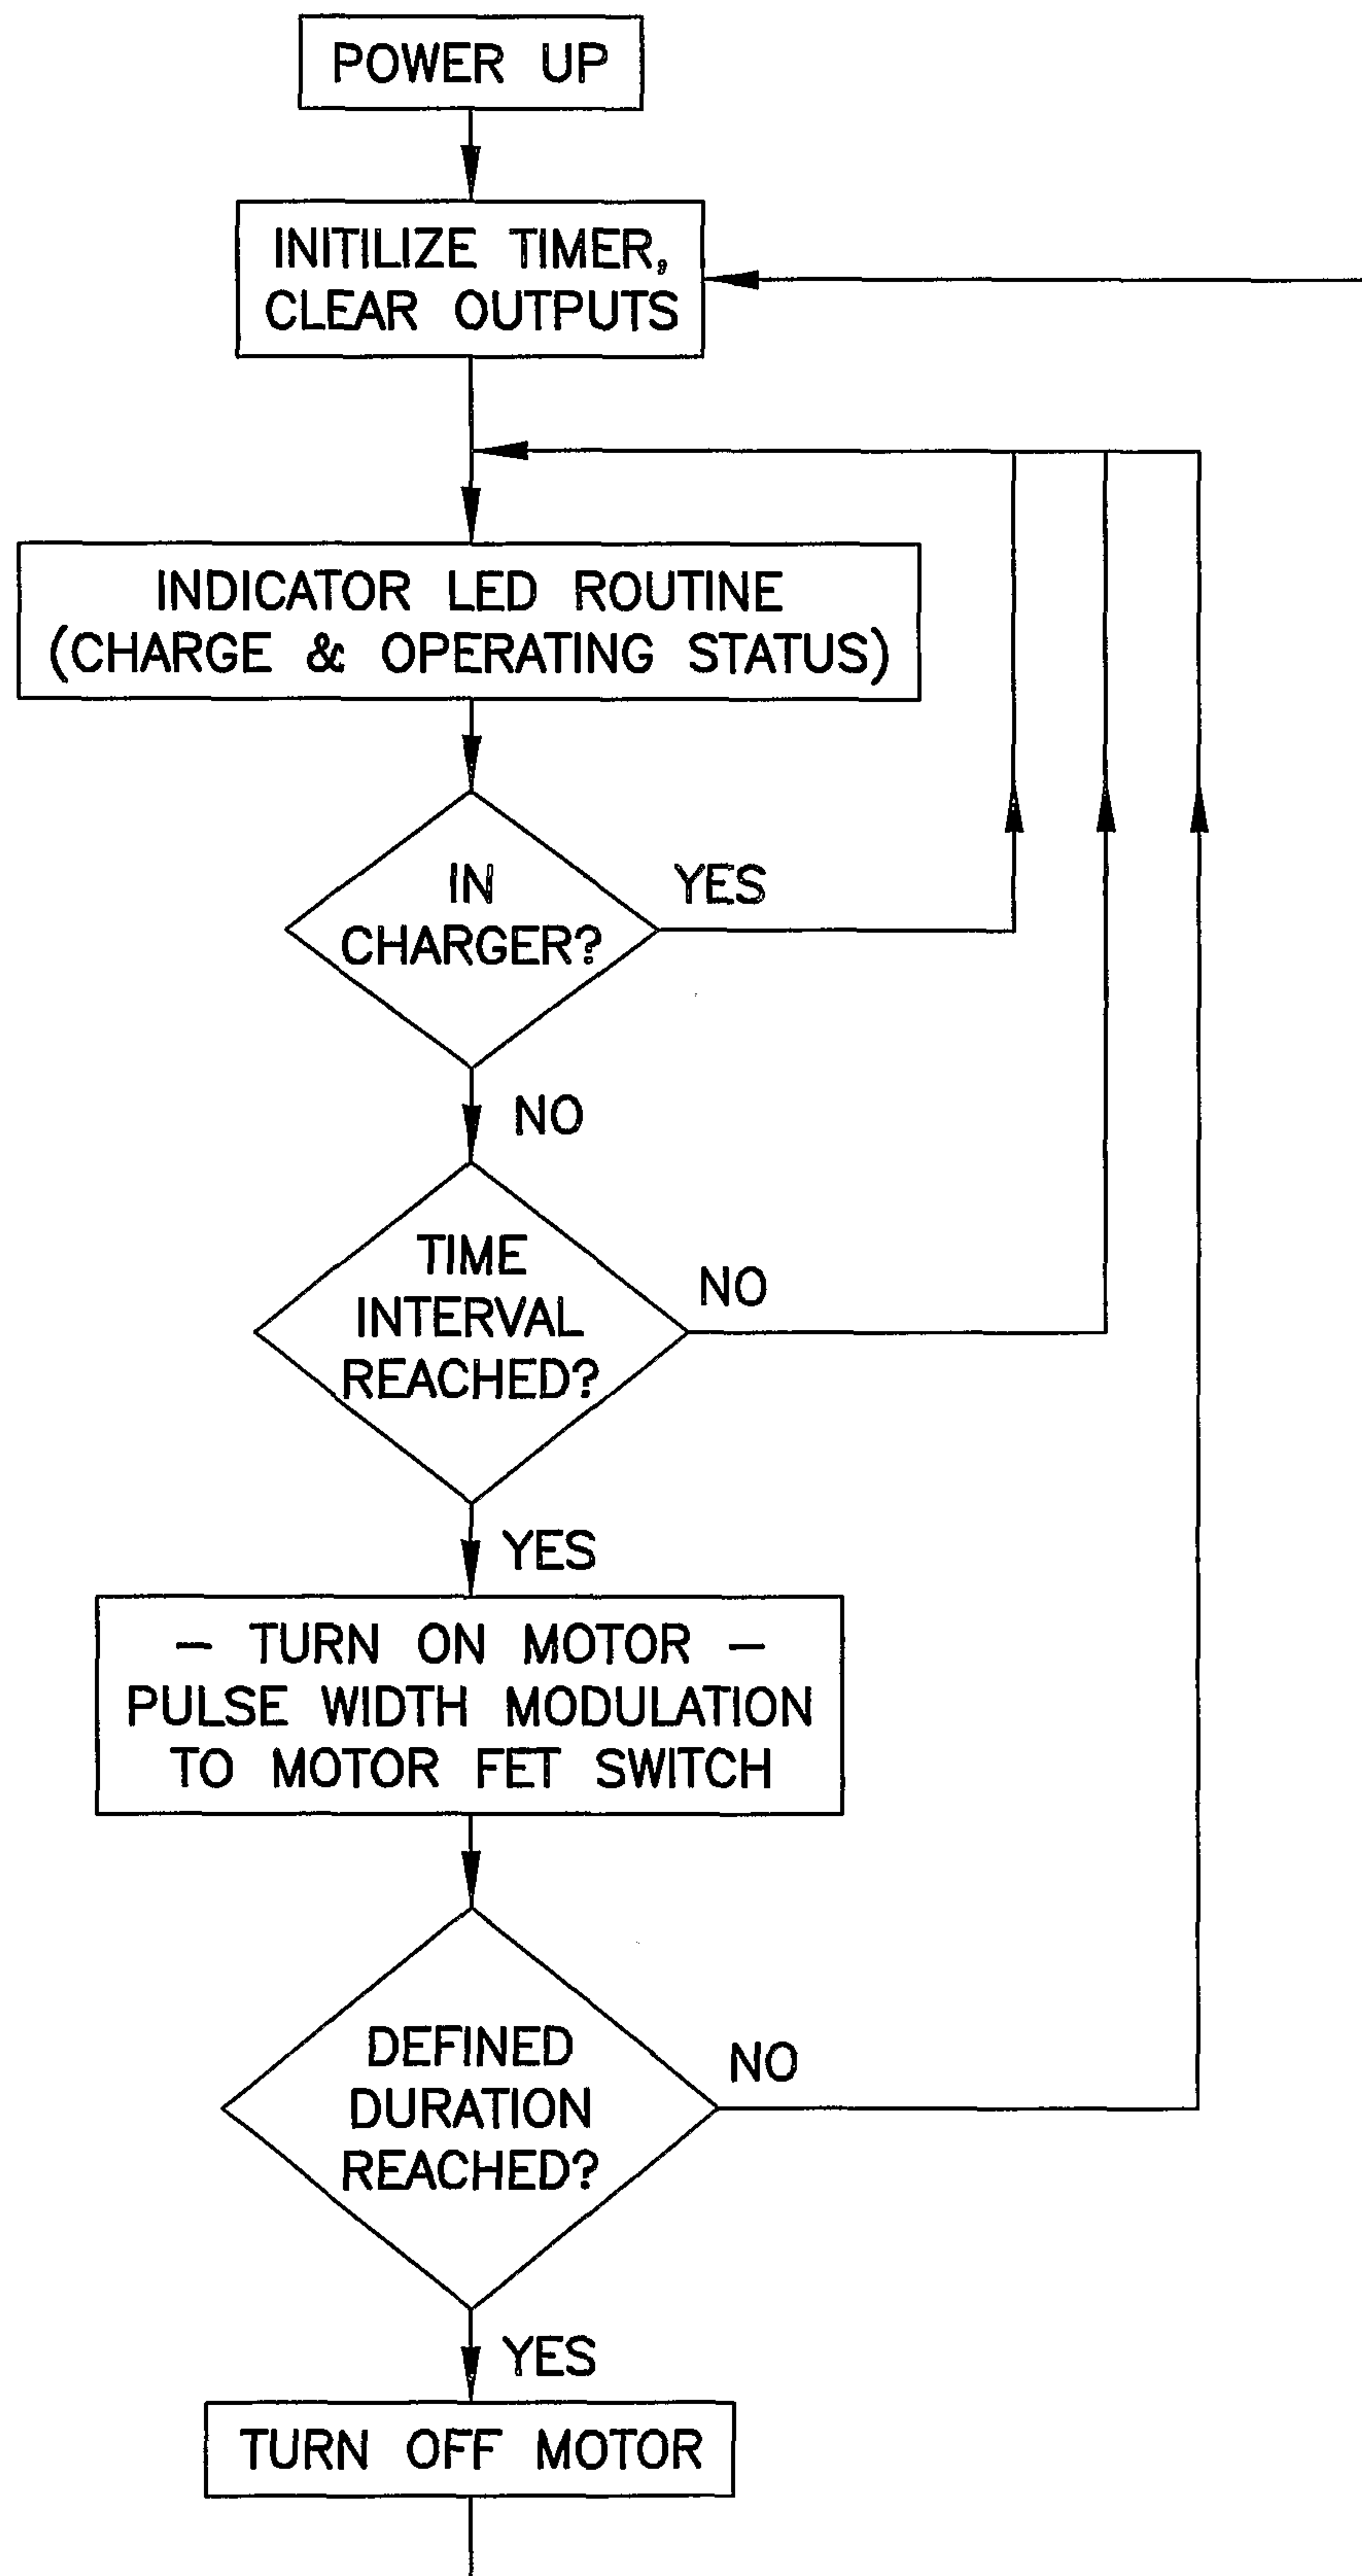 POWER UP
INITILIZE TIMER,
CLEAR OUTPUTS
INDICATOR LED ROUTINE
(CHARGE & OPERATING STATUS)
IN
CHARGER?
YES
NO
TIME
INTERVAL
REACHED?
NO
YES
– TURN ON MOTOR –
PULSE WIDTH MODULATION
TO MOTOR FET SWITCH
DEFINED
DURATION
REACHED?
NO
YES
TURN OFF MOTOR